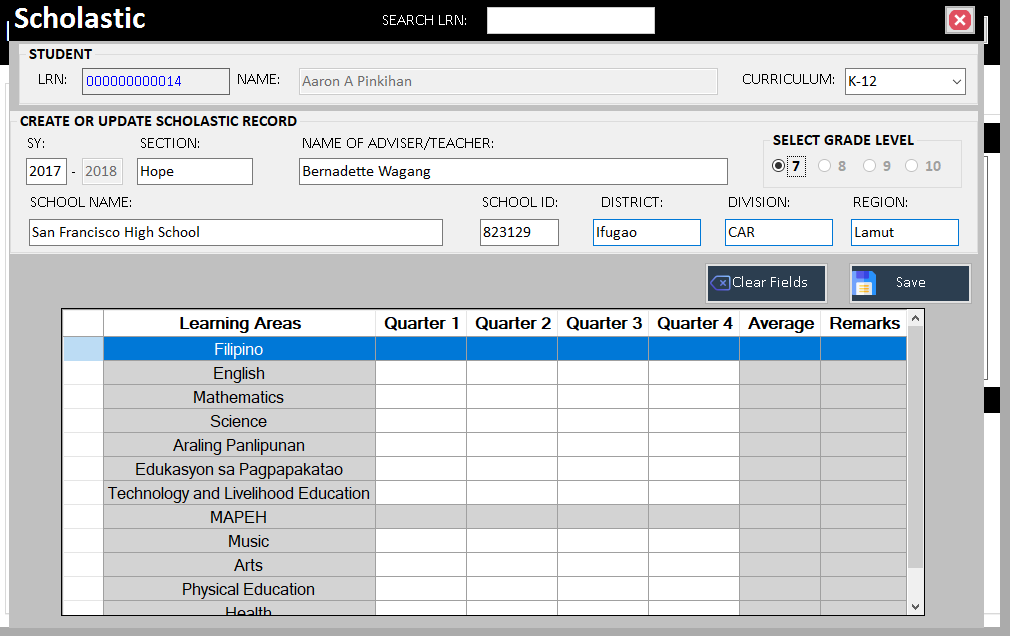 Scholastic
SEARCH LRN:
STUDENT
LRN: 000000000014 NAME: Aaron A Pinkihan CURRICULUM: K-12
CREATE OR UPDATE SCHOLASTIC RECORD
SY: SECTION: NAME OF ADVISER/TEACHER: SELECT GRADE LEVEL
2017 - 2018 Hope Bernadette Wagang 7 8 9 10
SCHOOL NAME: SCHOOL ID: DISTRICT: DIVISION: REGION:
San Francisco High School 823129 Ifugao CAR Lamut
Clear Fields Save
Learning Areas Quarter 1 Quarter 2 Quarter 3 Quarter 4 Average Remarks
Filipino
English
Mathematics
Science
Araling Panlipunan
Edukasyon sa Pagpapakatao
Technology and Livelihood Education
MAPEH
Music
Arts
Physical Education
Health